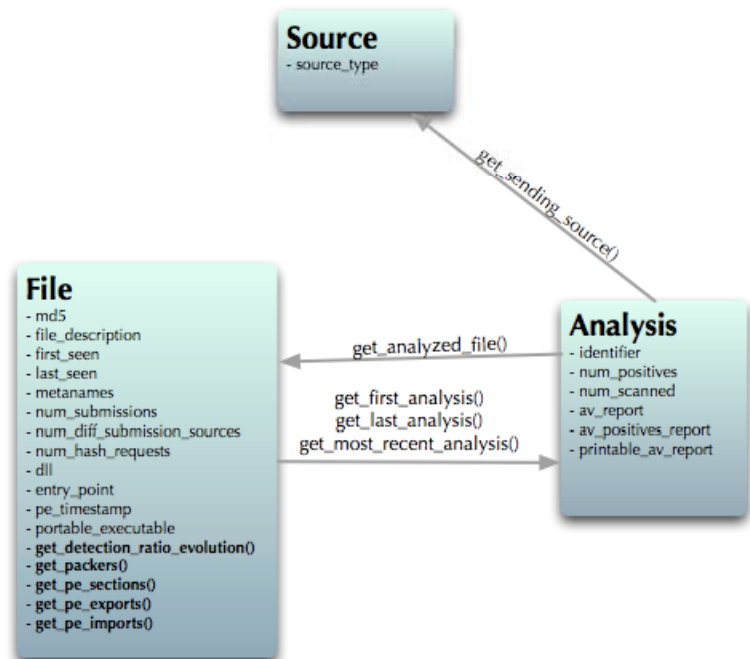 Source
- source_type
get_sending_source()
File
- md5
- file_description
- first_seen
- last_seen
- metanames
- num_submissions
- num_diff_submission_sources
- num_hash_requests
- dll
- entry_point
- pe_timestamp
- portable_executable
- get_detection_ratio_evolution()
- get_packers()
- get_pe_sections()
- get_pe_exports()
- get_pe_imports()
get_analyzed_file()
get_first_analysis()
get_last_analysis()
get_most_recent_analysis()
Analysis
- identifier
- num_positives
- num_scanned
- av_report
- av_positives_report
- printable_av_report